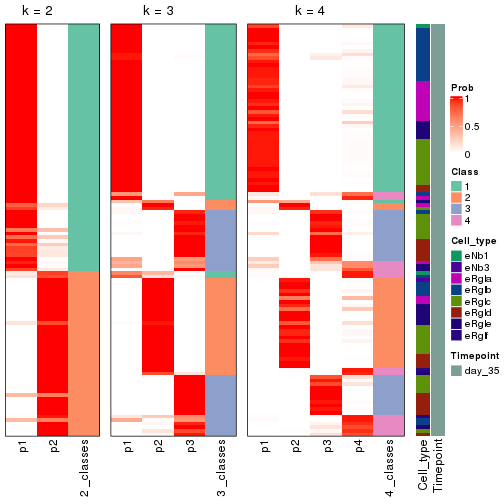 k = 2
k = 3
k = 4
p1
p2
2_classes
p1
p2
p3
3_classes
p1
p2
p3
p4
4_classes
Cell_type
Timepoint
Prob
1
0.5
0
Class
1
2
3
4
Cell_type
eNb1
eNb3
eRgla
eRglb
eRglc
eRgld
eRgle
eRglf
Timepoint
day_35